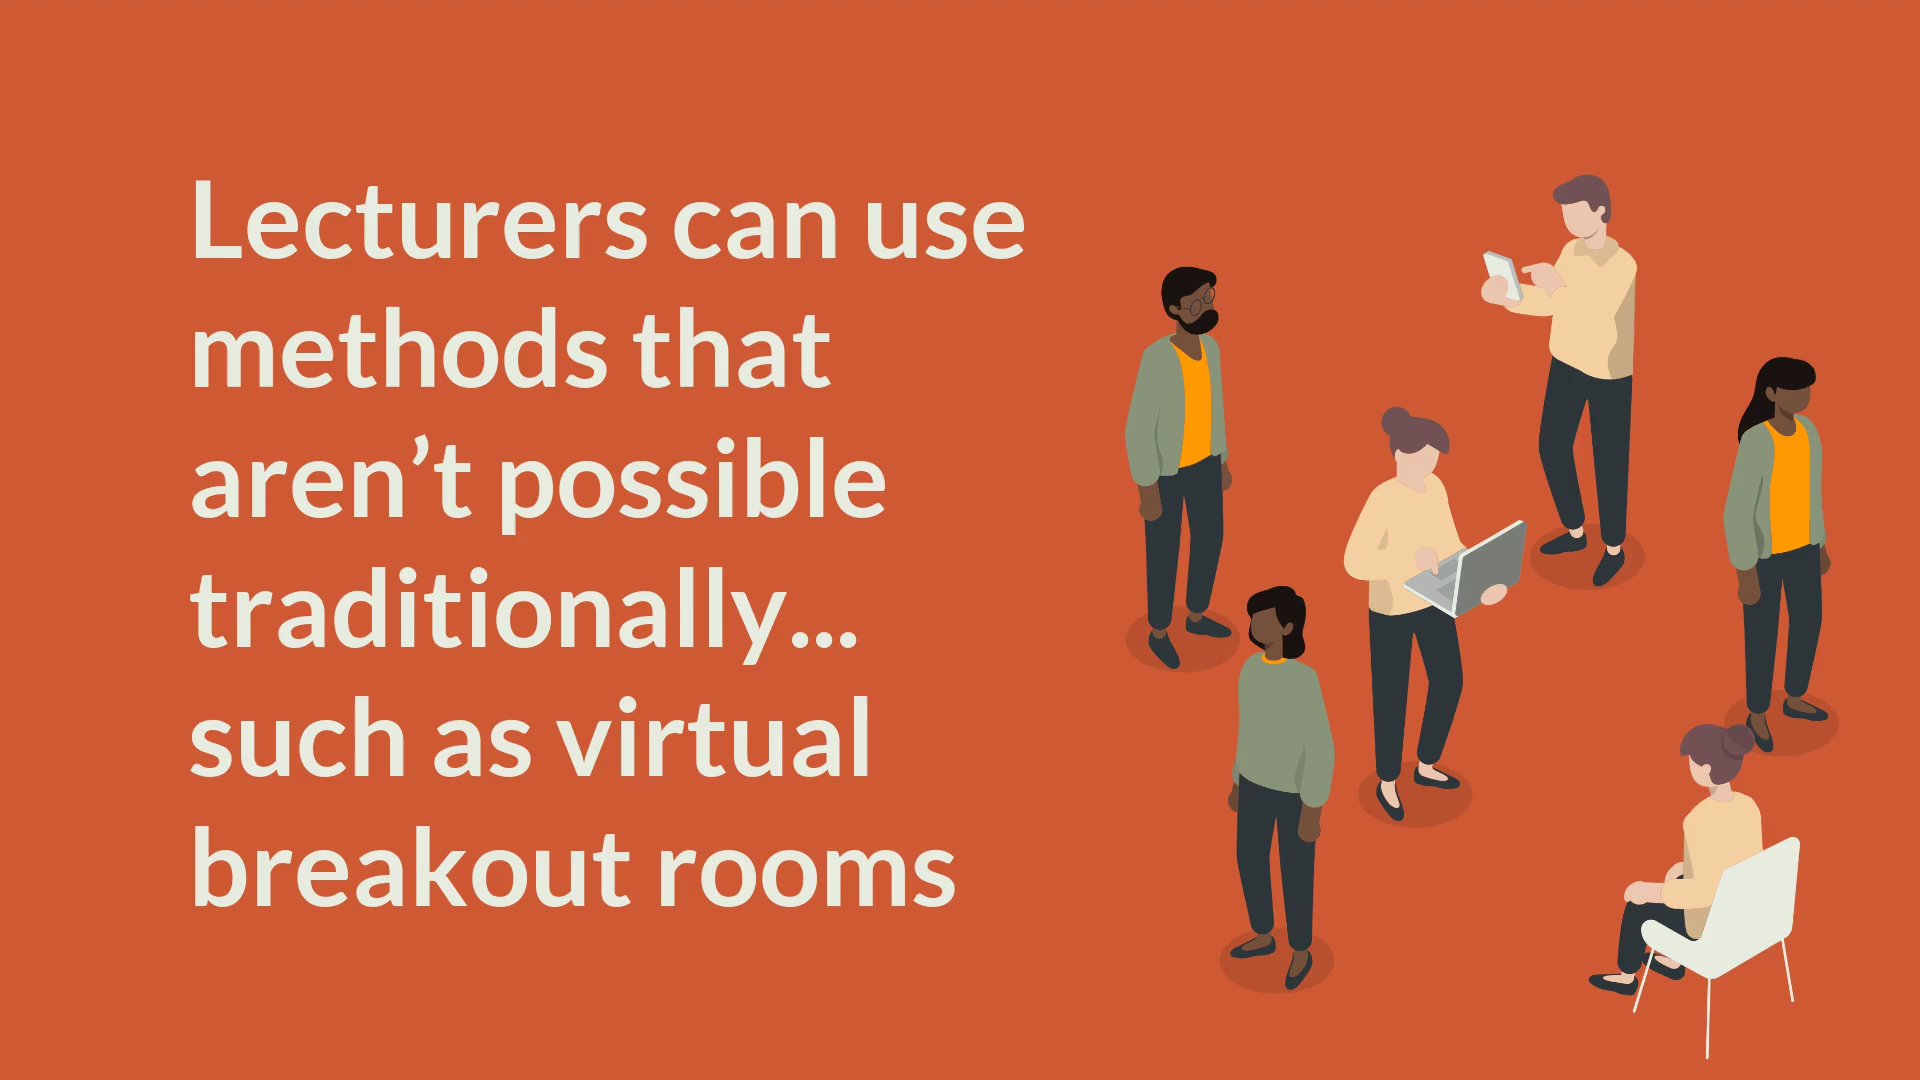 Lecturers can use
methods that
aren’t possible
traditionally...
such as virtual
breakout rooms